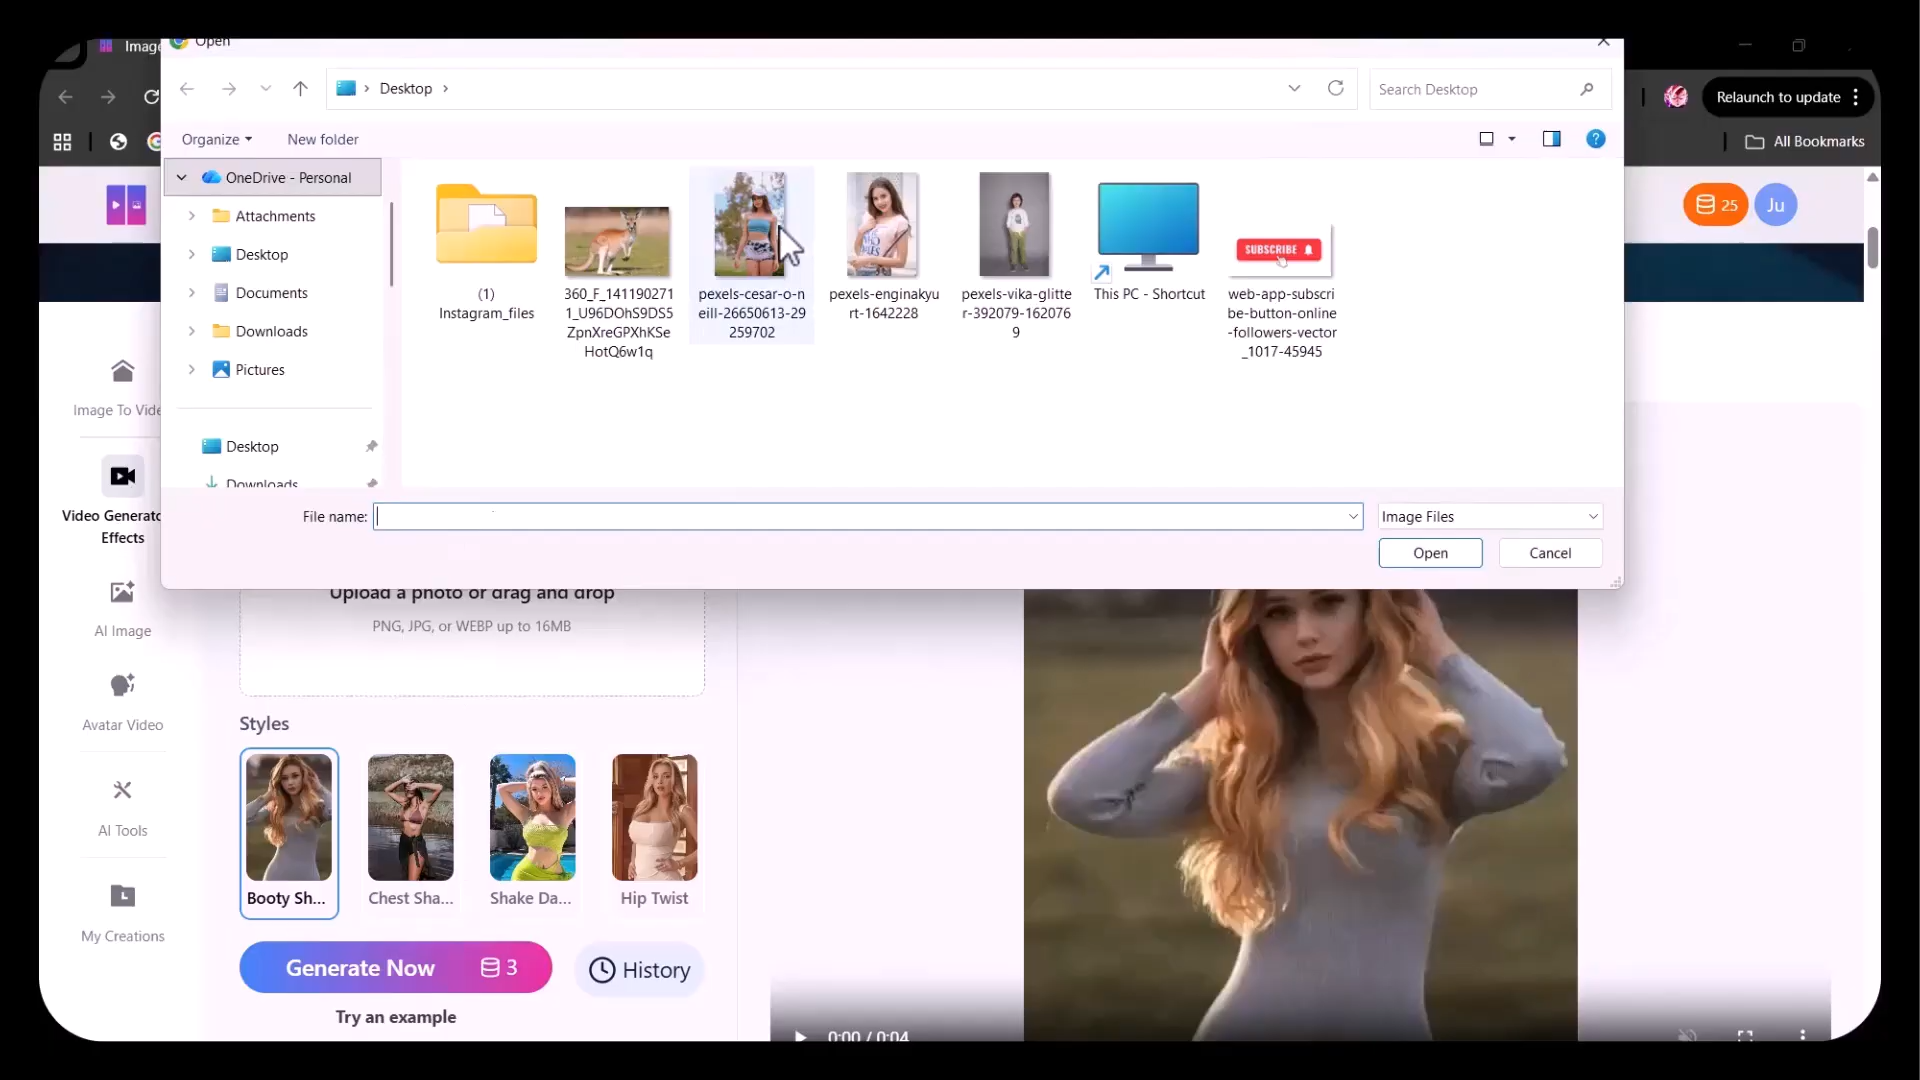 Image
Open
Desktop
Search Desktop
Relaunch to update
Organize
New folder
All Bookmarks
OneDrive - Personal
Attachments
Desktop
Documents
Downloads
Pictures
Desktop
Downloads
(1)
Instagram_files
360_F_141190271
1_U96DOhS9DS5
ZpnXreGPXhKSe
HotQ6w1q
pexels-cesar-o-n
eill-26650613-29
259702
pexels-enginakyu
rt-1642228
pexels-vika-glitte
r-392079-162076
9
This PC - Shortcut
SUBSCRIBE
web-app-subscri
be-button-online
-followers-vector
_1017-45945
25
Ju
File name:
Image Files
Open
Cancel
Image To Vide
Video Generato
Effects
AI Image
Avatar Video
AI Tools
My Creations
Upload a photo or drag and drop
PNG, JPG, or WEBP up to 16MB
Styles
Booty Sh...
Chest Sha...
Shake Da...
Hip Twist
Generate Now 3
History
Try an example
0:00 / 0:04